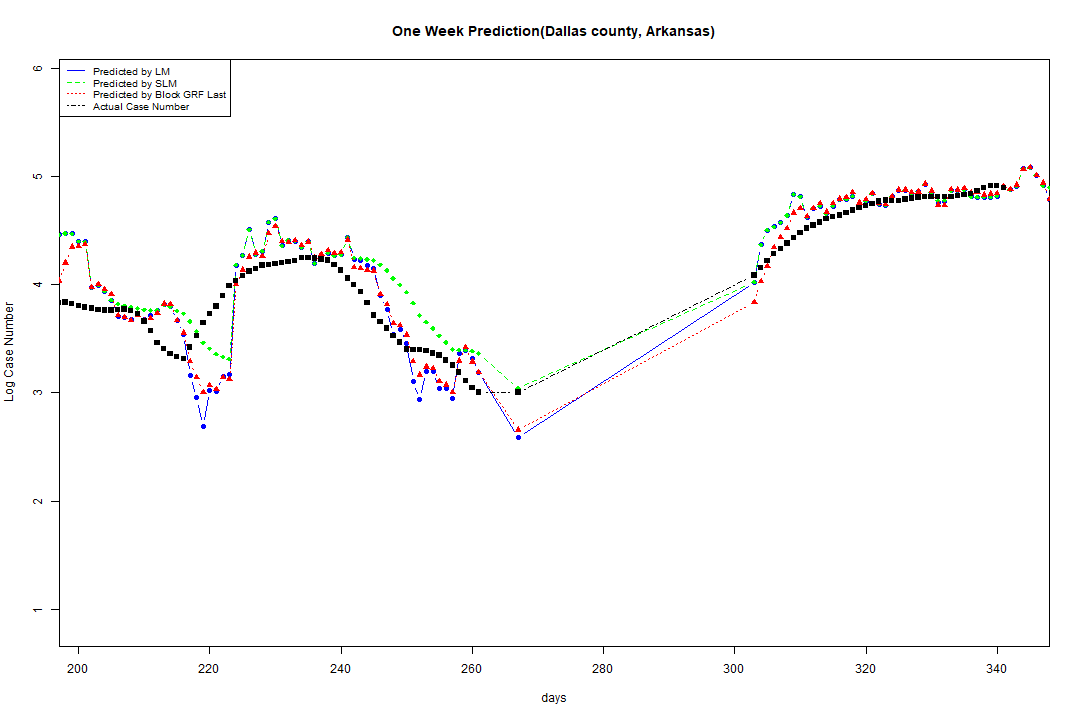 One Week Prediction(Dallas county, Arkansas)
Predicted by LM
Predicted by SLM
Predicted by Block GRF Last
Actual Case Number
6
5
4
3
2
1
Log Case Number
200 220 240 260 280 300 320 340
days